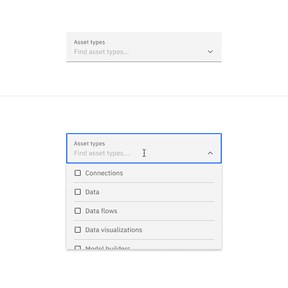 Asset types
Find asset types...
Asset types
Find asset types...
Connections
Data
Data flows
Data visualizations
Model builders